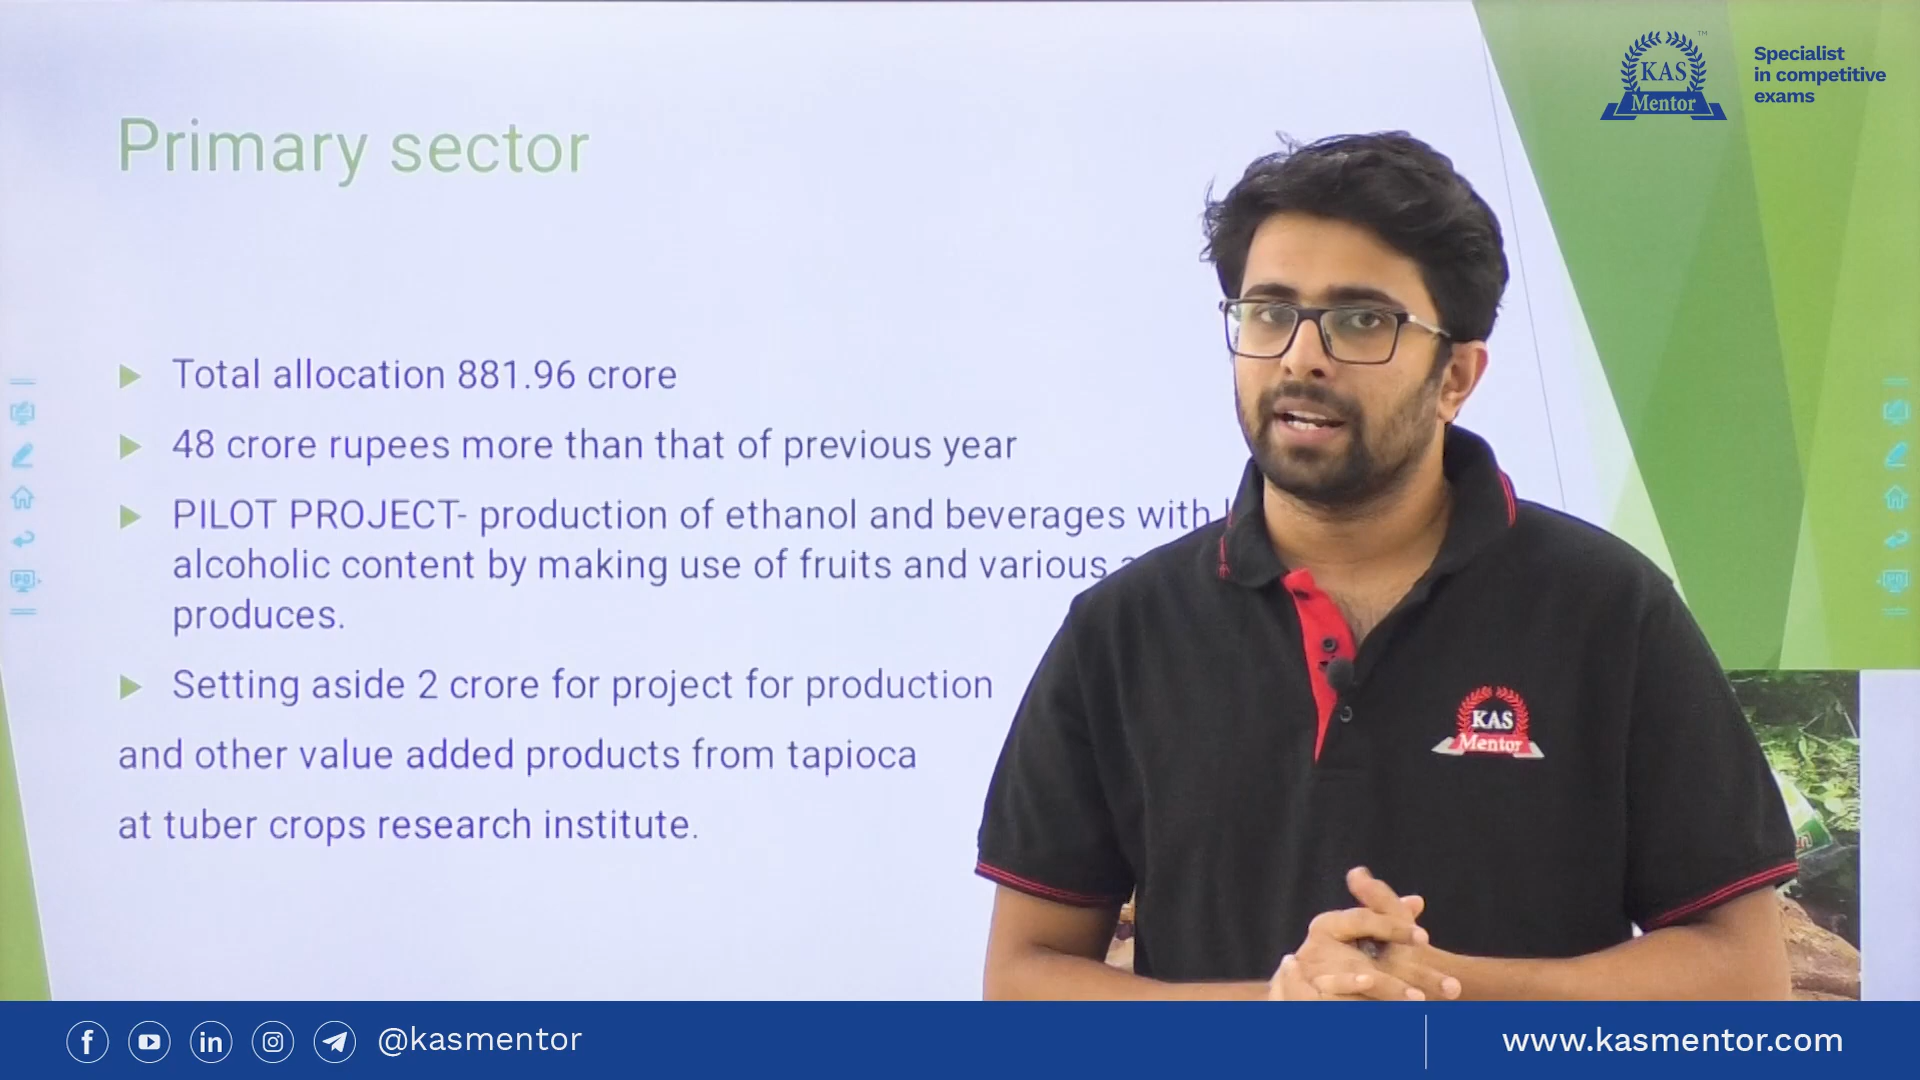 KAS
Mentor
TM
Specialist
in competitive
exams
Primary sector
Total allocation 881.96 crore
48 crore rupees more than that of previous year
PILOT PROJECT- production of ethanol and beverages with
alcoholic content by making use of fruits and various
produces.
Setting aside 2 crore for project for production
and other value added products from tapioca
at tuber crops research institute.
KAS
Mentor
@kasmentor
www.kasmentor.com